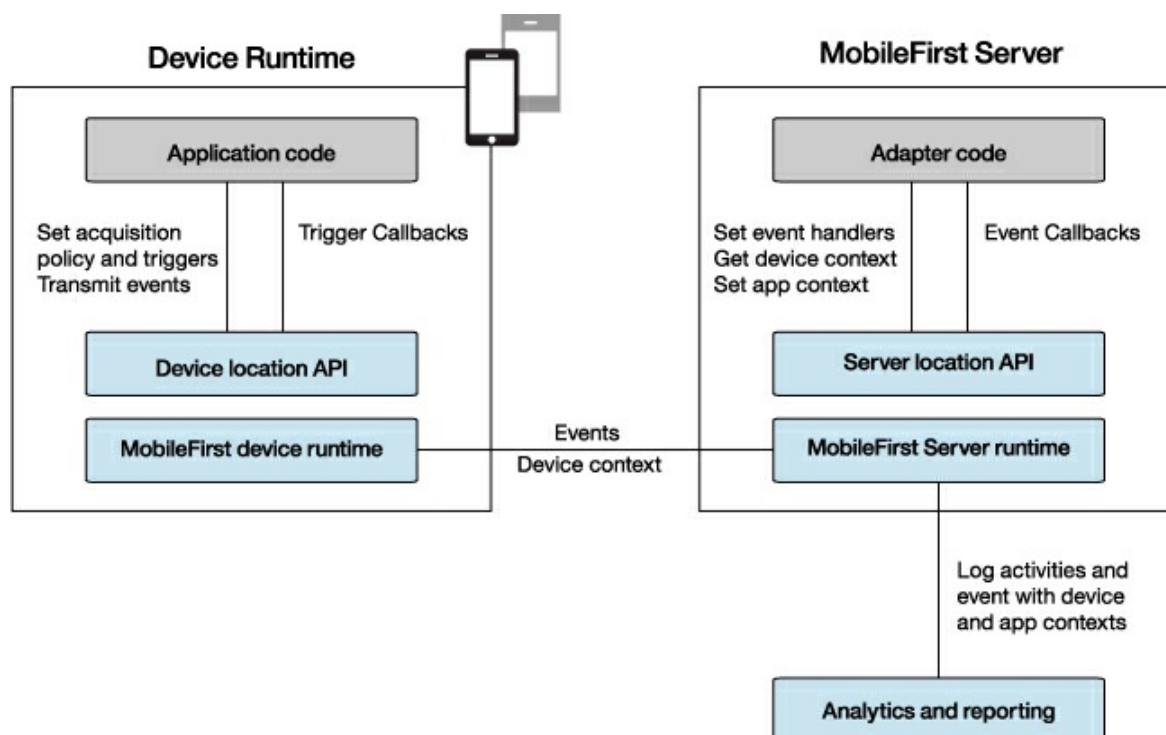 Device Runtime
MobileFirst Server
Application code
Adapter code
Set acquisition
policy and triggers
Transmit events
Trigger Callbacks
Set event handlers
Get device context
Set app context
Event Callbacks
Device location API
Server location API
MobileFirst device runtime
Events
Device context
MobileFirst Server runtime
Log activities and
event with device
and app contexts
Analytics and reporting